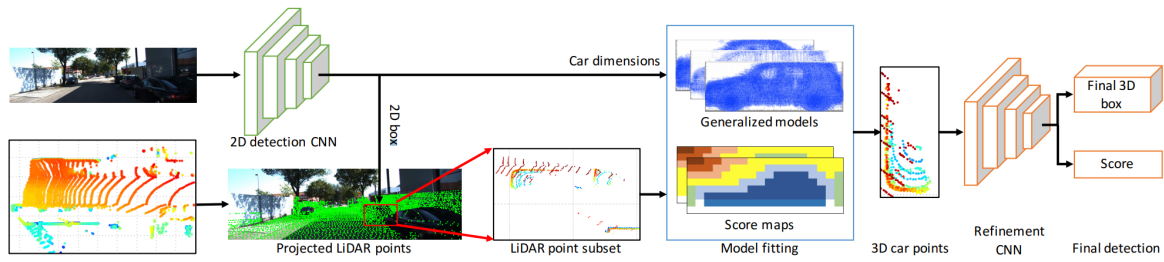 Car dimensions
2D detection CNN
2D box
Generalized models
Final 3D
box
Score
Score maps
Projected LiDAR points
LiDAR point subset
Model fitting
3D car points
Refinement
CNN
Final detection